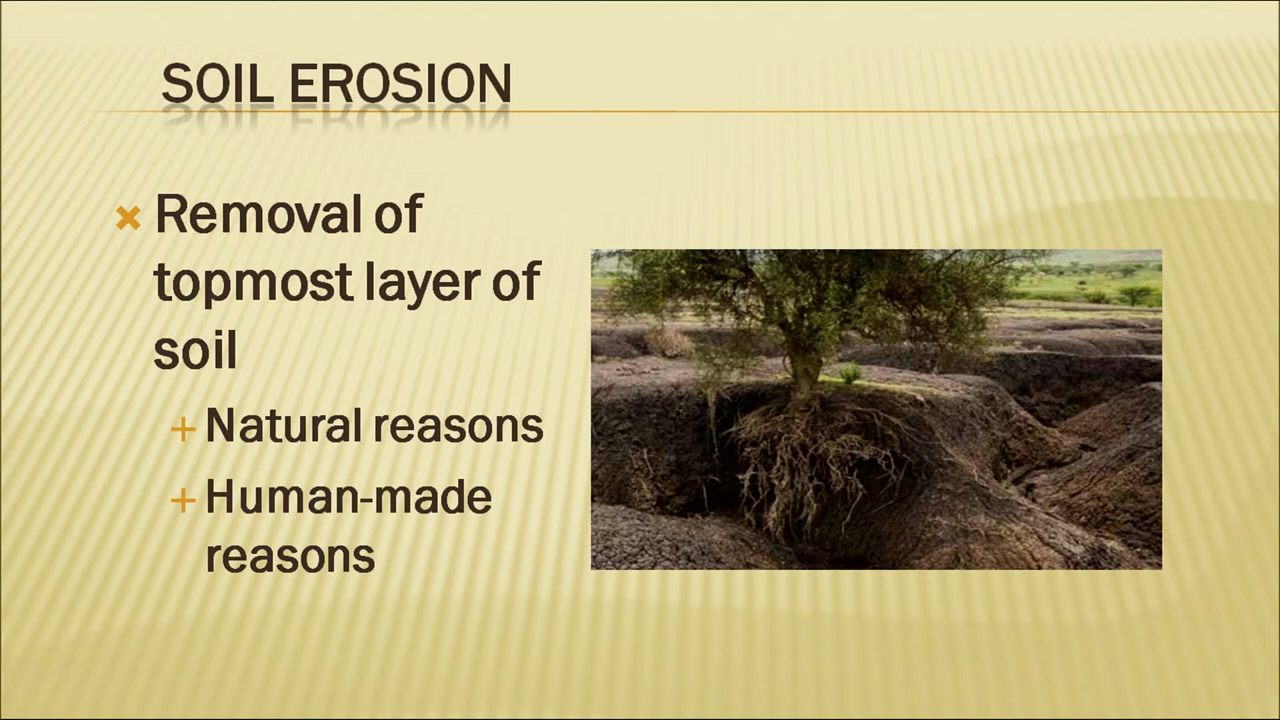 SOIL EROSION
Removal of
topmost layer of
soil
Natural reasons
Human-made
reasons